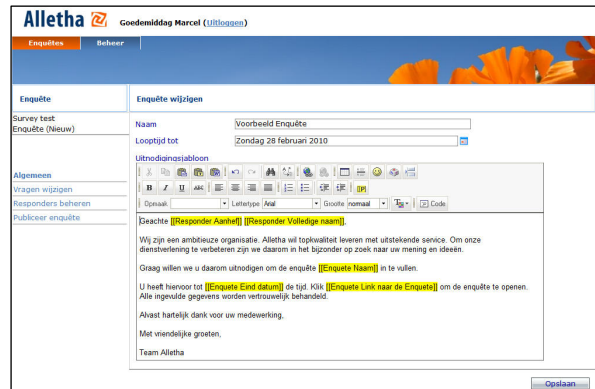 Alletha
Goedemiddag Marcel (Uitloggen)
Enquêtes Beheer
Enquête
Enquête wijzigen
Survey test
Enquête (Nieuw)
Naam Voorbeeld Enquête
Looptijd tot Zondag 28 februari 2010
Uitnodigingsjabloon
Algemeen
Vragen wijzigen
Responders beheren
Publiceer enquête
B I U ABC
Opmaak Lettertype Arial Grootte normaal Code
Geachte [[Responder Aanhef]] [[Responder Volledige naam]],
Wij zijn een ambitieuze organisatie. Alletha wil topkwaliteit leveren met uitstekende service. Om onze
dienstverlening te verbeteren zijn we daarom in het bijzonder op zoek naar uw mening en ideeën.
Graag willen we u daarom uitnodigen om de enquête [[Enquete Naam]] in te vullen.
U heeft hiervoor tot [[Enquete Eind datum]] de tijd. Klik [[Enquete Link naar de Enquete]] om de enquête te openen.
Alle ingevulde gegevens worden vertrouwelijk behandeld.
Alvast hartelijk dank voor uw medewerking,
Met vriendelijke groeten,
Team Alletha
Opslaan